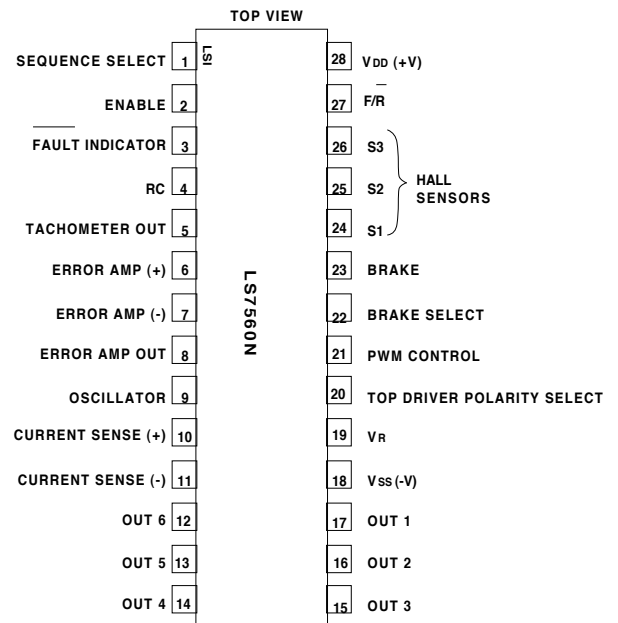 TOP VIEW
LSI
LS7560N
SEQUENCE SELECT 1
ENABLE 2
FAULT INDICATOR 3
RC 4
TACHOMETER OUT 5
ERROR AMP (+) 6
ERROR AMP (-) 7
ERROR AMP OUT 8
OSCILLATOR 9
CURRENT SENSE (+) 10
CURRENT SENSE (-) 11
OUT 6 12
OUT 5 13
OUT 4 14
28 VDD (+V)
27 F/R
26 S3
25 S2
24 S1
HALL
SENSORS
23 BRAKE
22 BRAKE SELECT
21 PWM CONTROL
20 TOP DRIVER POLARITY SELECT
19 VR
18 VSS (-V)
17 OUT 1
16 OUT 2
15 OUT 3